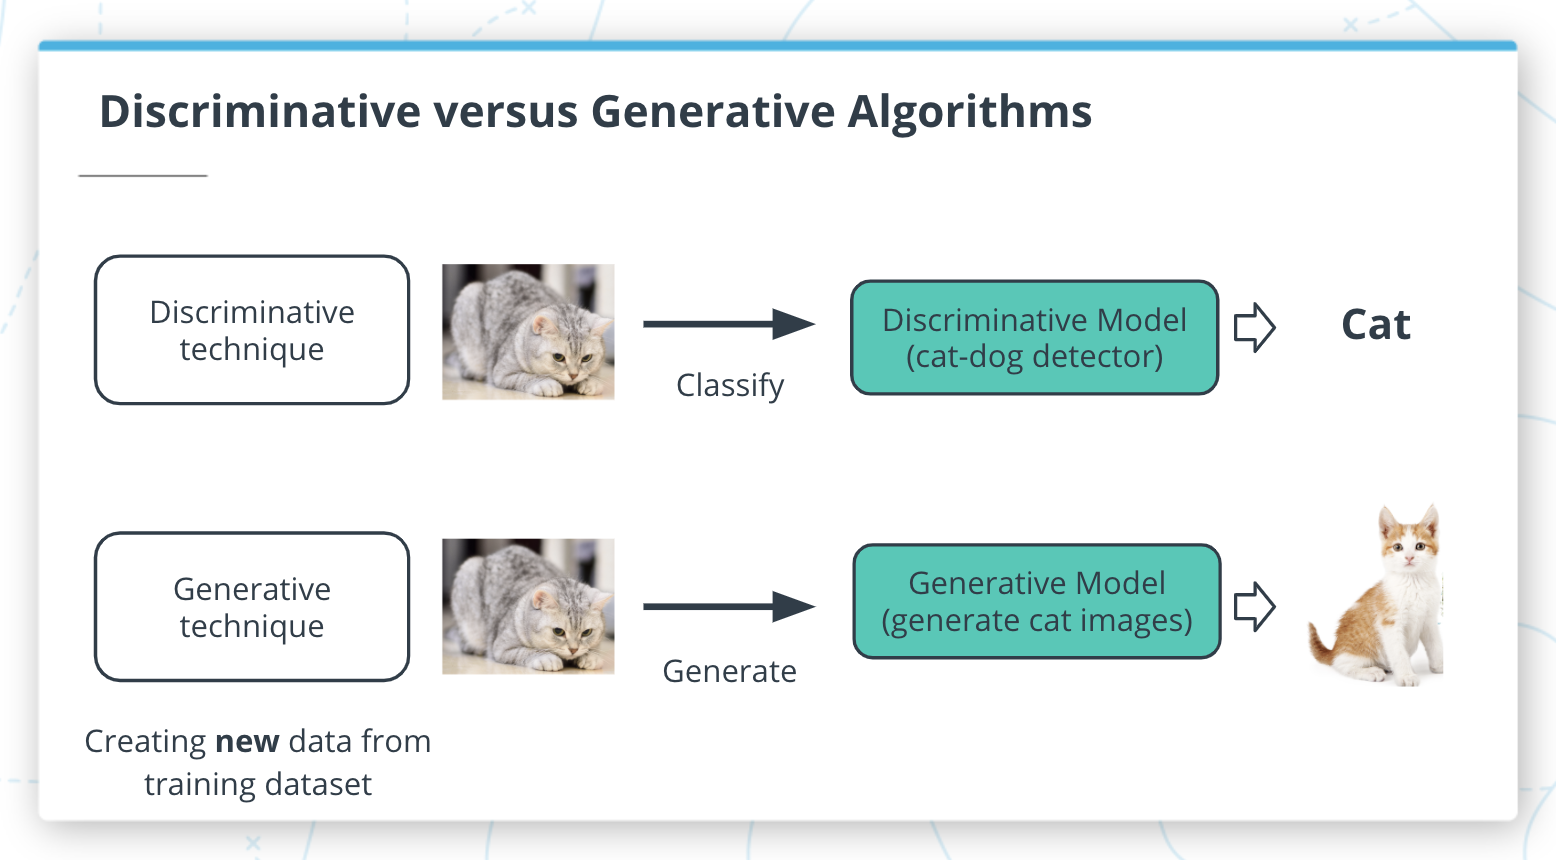 Discriminative versus Generative Algorithms
Discriminative
technique
Classify
Discriminative Model
(cat-dog detector)
Cat
Generative
technique
Generate
Generative Model
(generate cat images)
Creating new data from
training dataset